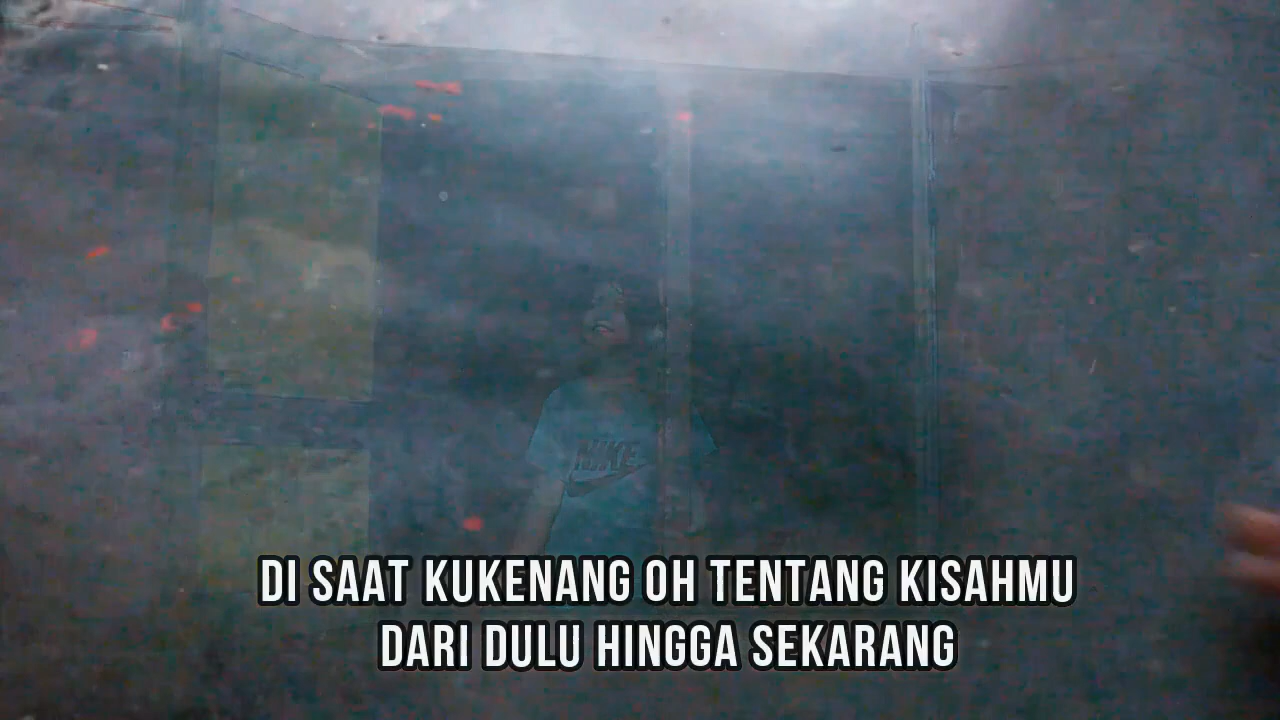 NIKE
DI SAAT KUKENANG OH TENTANG KISAHMU
DARI DULU HINGGA SEKARANG